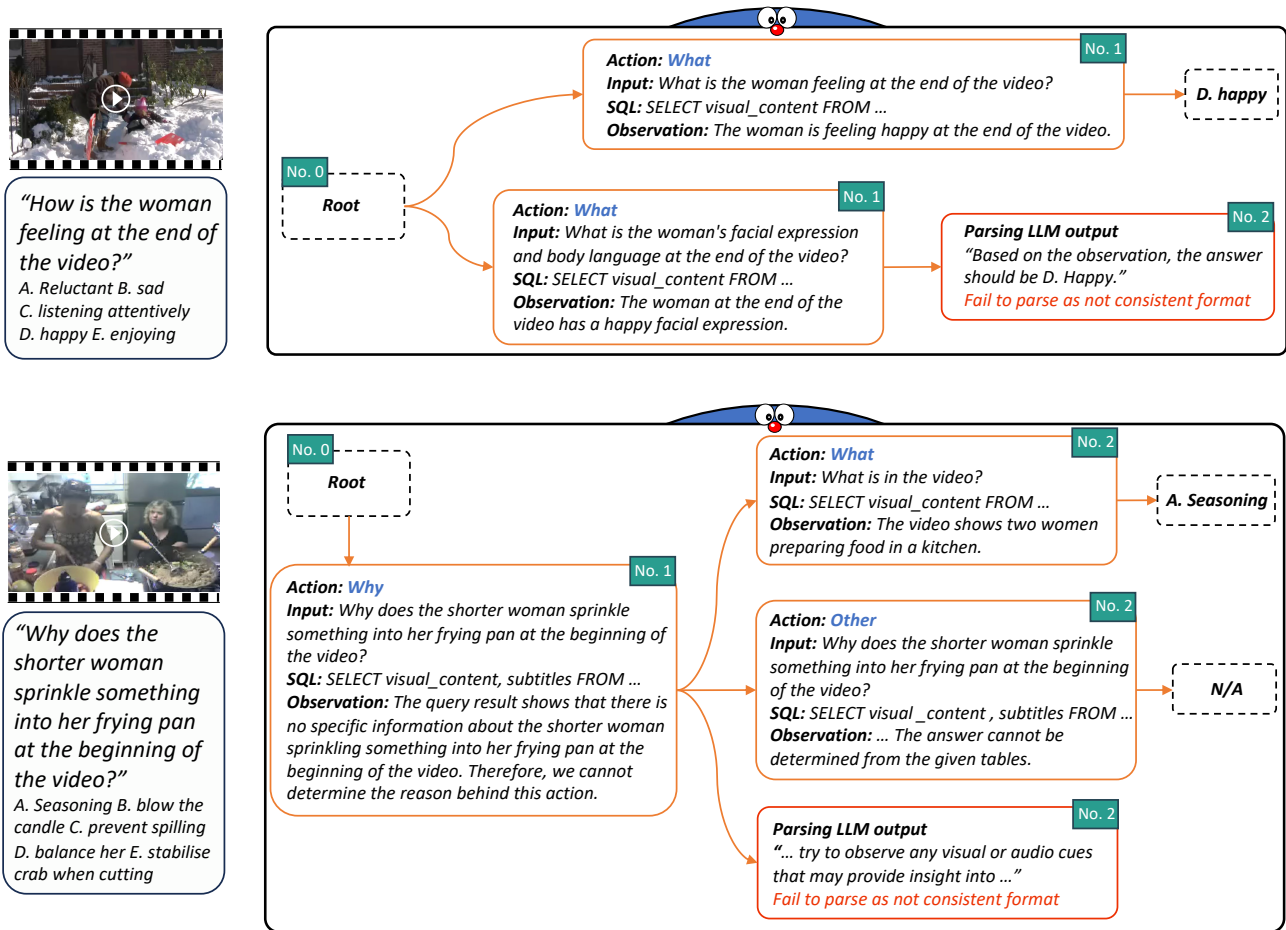 “How is the woman
feeling at the end of
the video?”
A. Reluctant B. sad
C. listening attentively
D. happy E. enjoying
No. 0
Root
No. 1
Action: What
Input: What is the woman feeling at the end of the video?
SQL: SELECT visual_content FROM ...
Observation: The woman is feeling happy at the end of the video.
D. happy
No. 1
Action: What
Input: What is the woman's facial expression
and body language at the end of the video?
SQL: SELECT visual_content FROM ...
Observation: The woman at the end of the
video has a happy facial expression.
No. 2
Parsing LLM output
“Based on the observation, the answer
should be D. Happy.”
Fail to parse as not consistent format
“Why does the
shorter woman
sprinkle something
into her frying pan
at the beginning of
the video?”
A. Seasoning B. blow the
candle C. prevent spilling
D. balance her E. stabilise
crab when cutting
No. 0
Root
No. 1
Action: Why
Input: Why does the shorter woman sprinkle
something into her frying pan at the beginning of
the video?
SQL: SELECT visual_content, subtitles FROM ...
Observation: The query result shows that there is
no specific information about the shorter woman
sprinkling something into her frying pan at the
beginning of the video. Therefore, we cannot
determine the reason behind this action.
No. 2
Action: What
Input: What is in the video?
SQL: SELECT visual_content FROM ...
Observation: The video shows two women
preparing food in a kitchen.
A. Seasoning
No. 2
Action: Other
Input: Why does the shorter woman sprinkle
something into her frying pan at the beginning
of the video?
SQL: SELECT visual _content , subtitles FROM ...
Observation: ... The answer cannot be
determined from the given tables.
N/A
No. 2
Parsing LLM output
“... try to observe any visual or audio cues
that may provide insight into ...”
Fail to parse as not consistent format